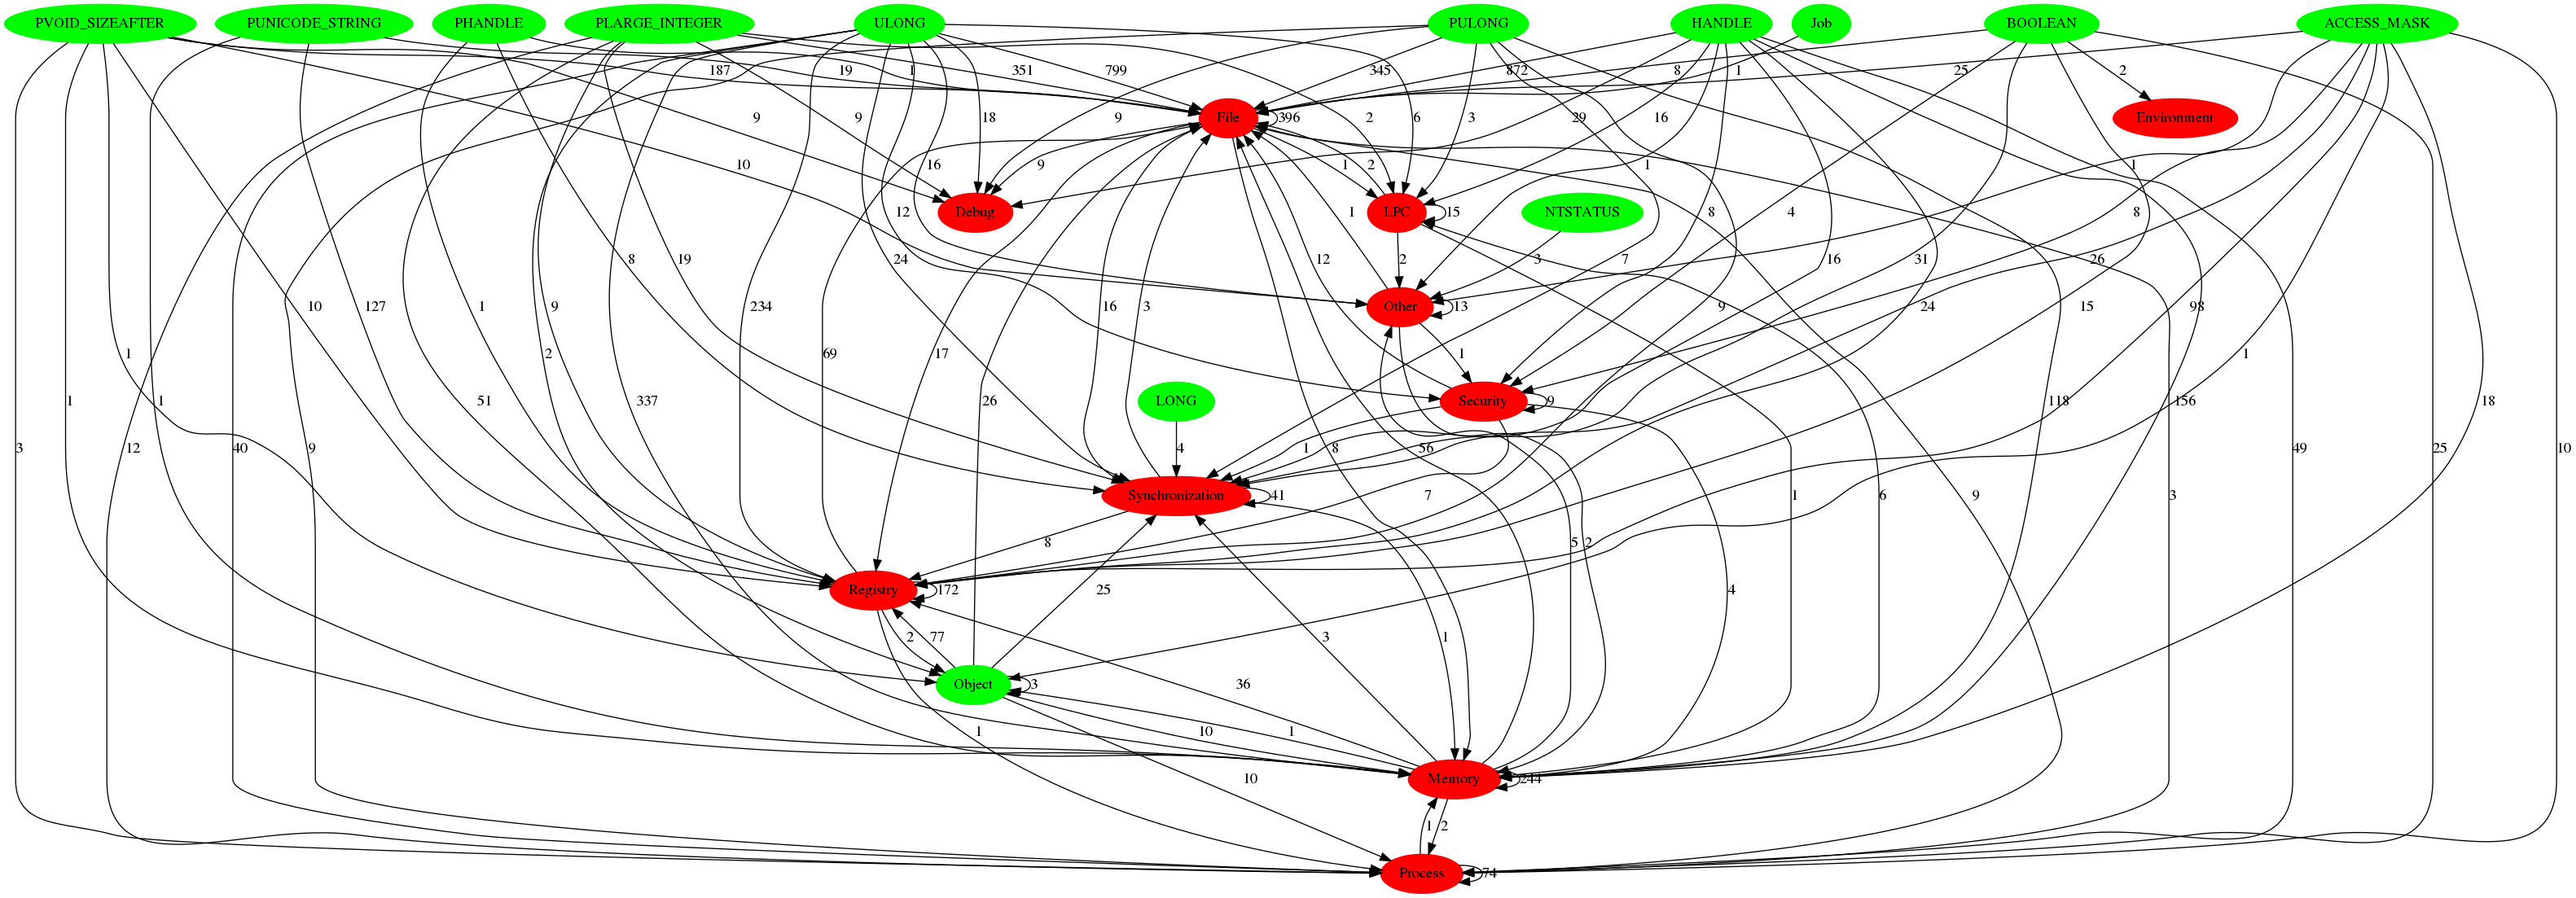 PVOID_SIZEAFTER PUNICODE_STRING PHANDLE PLARGE_INTEGER ULONG PULONG HANDLE Job BOOLEAN ACCESS_MASK
187 19 1 351 799 345 872 8 1 25 2
File 396 Environment
9 9 18 9 2 6 3 29 16
10 16 9 1 2 1 1
Debug LPC 15 NTSTATUS
12 8 4 8
8 19 24 12 1 2 3 7 16 31 26
10 127 1 9 234 16 3 Other 13 9 24 15 98
1 2 69 17 1 1
LONG Security 9
1 1 51 337 26 118 156 18
3 12 40 9 4 1 8 56 49 25 10
Synchronization 41 7 1 6 3 9
8 5 2
Registry 172 25 4
2 77 3 1
Object 3 36
1 10 1
10 Memory 244
1 2
Process 74